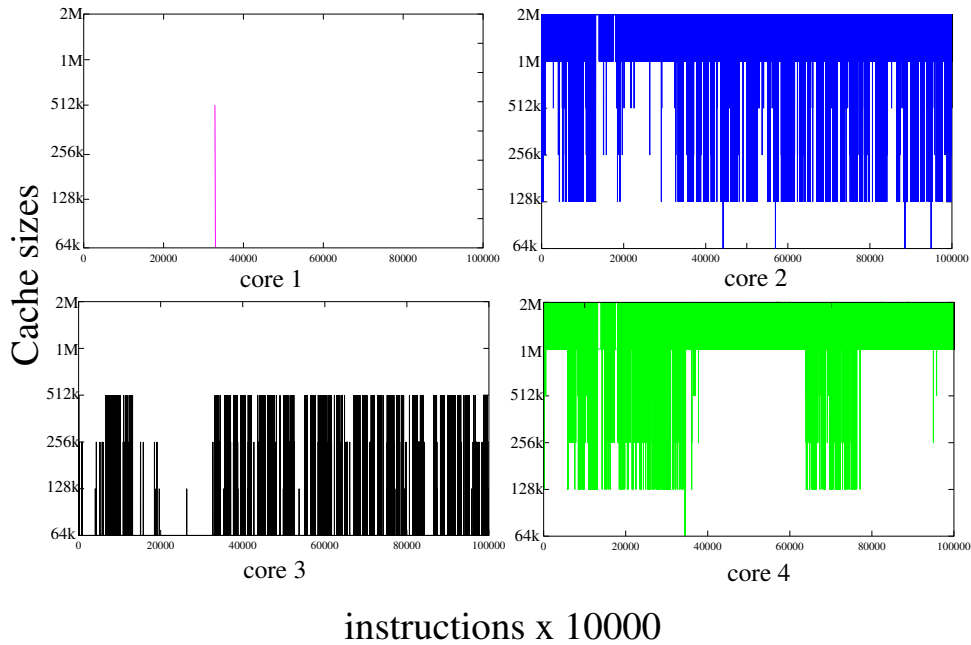 Cache sizes
2M
1M
512k
256k
128k
64k
0 20000 40000 60000 80000 100000
core 1
2M
1M
512k
256k
128k
64k
0 20000 40000 60000 80000 100000
core 2
2M
1M
512k
256k
128k
64k
0 20000 40000 60000 80000 100000
core 3
2M
1M
512k
256k
128k
64k
0 20000 40000 60000 80000 100000
core 4
instructions x 10000